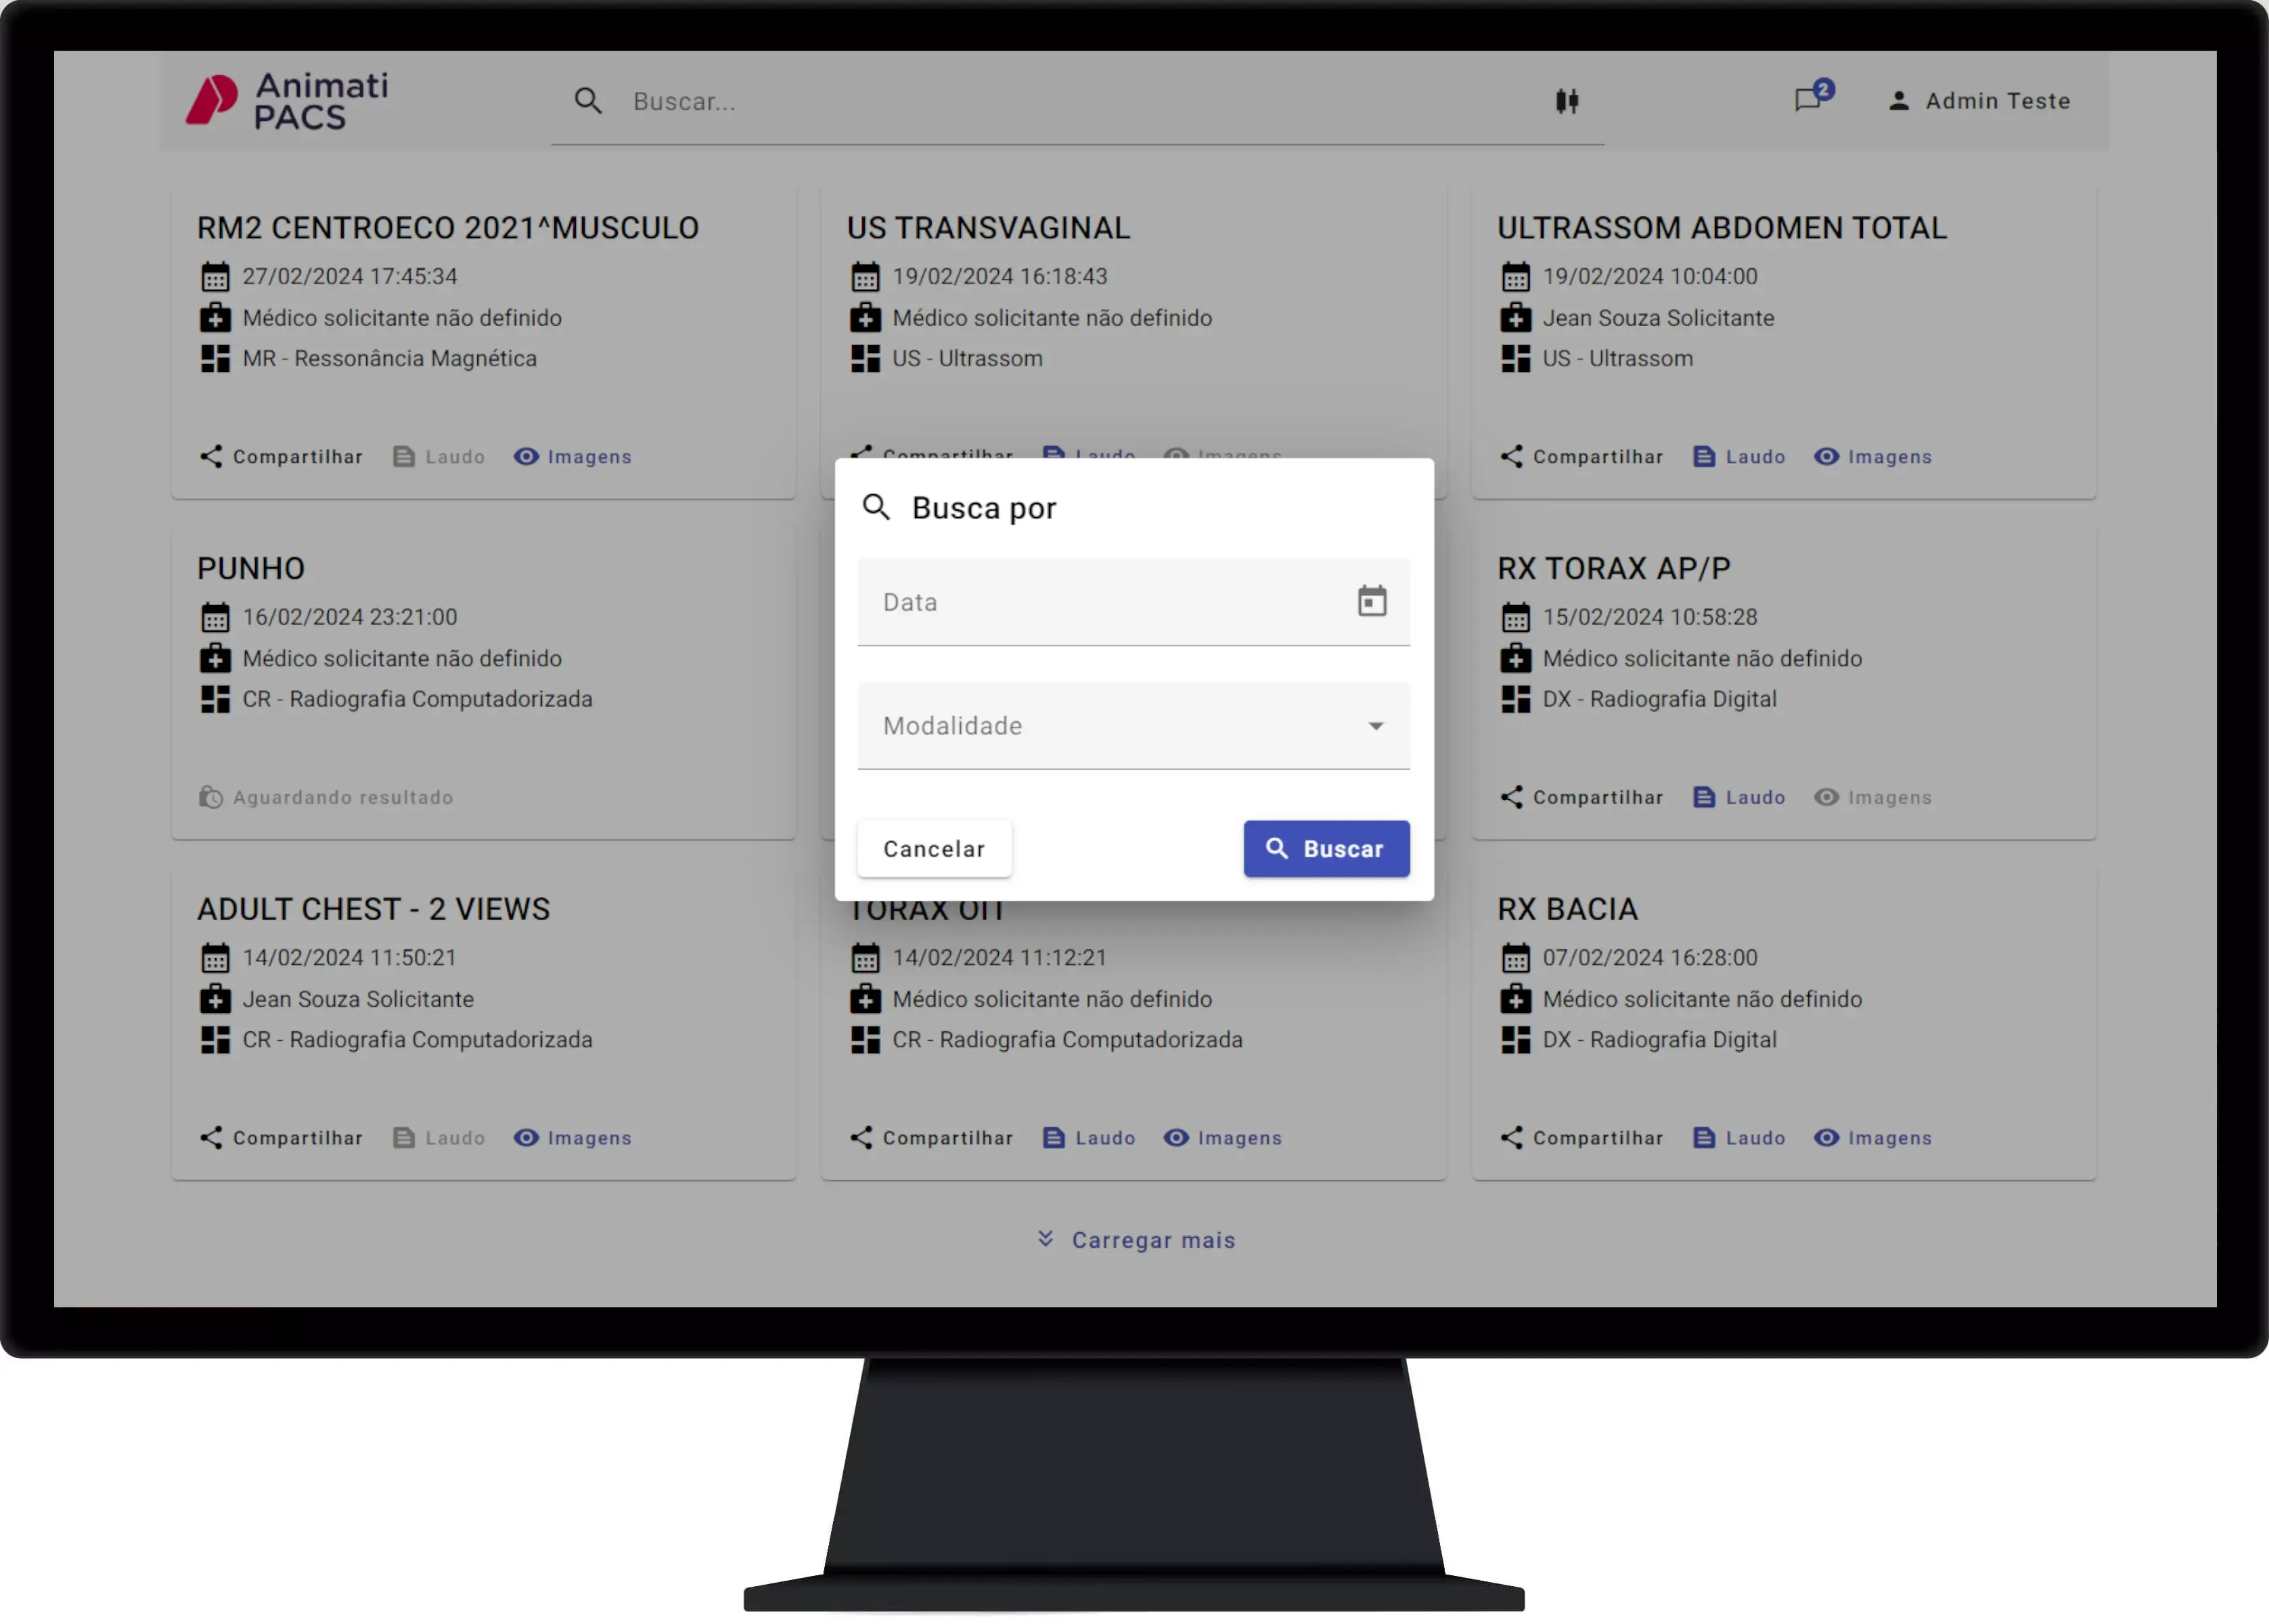 Animati
PACS
Buscar...
2
Admin Teste
RM2 CENTROECO 2021^MUSCULO
27/02/2024 17:45:34
Médico solicitante não definido
MR - Ressonância Magnética
Compartilhar Laudo Imagens
US TRANSVAGINAL
19/02/2024 16:18:43
Médico solicitante não definido
US - Ultrassom
Compartilhar Laudo Imagens
ULTRASSOM ABDOMEN TOTAL
19/02/2024 10:04:00
Jean Souza Solicitante
US - Ultrassom
Compartilhar Laudo Imagens
Busca por
Data
Modalidade
Cancelar Buscar
PUNHO
16/02/2024 23:21:00
Médico solicitante não definido
CR - Radiografia Computadorizada
Aguardando resultado
RX TORAX AP/P
15/02/2024 10:58:28
Médico solicitante não definido
DX - Radiografia Digital
Compartilhar Laudo Imagens
ADULT CHEST - 2 VIEWS
14/02/2024 11:50:21
Jean Souza Solicitante
CR - Radiografia Computadorizada
Compartilhar Laudo Imagens
TORAX OIT
14/02/2024 11:12:21
Médico solicitante não definido
CR - Radiografia Computadorizada
Compartilhar Laudo Imagens
RX BACIA
07/02/2024 16:28:00
Médico solicitante não definido
DX - Radiografia Digital
Compartilhar Laudo Imagens
Carregar mais